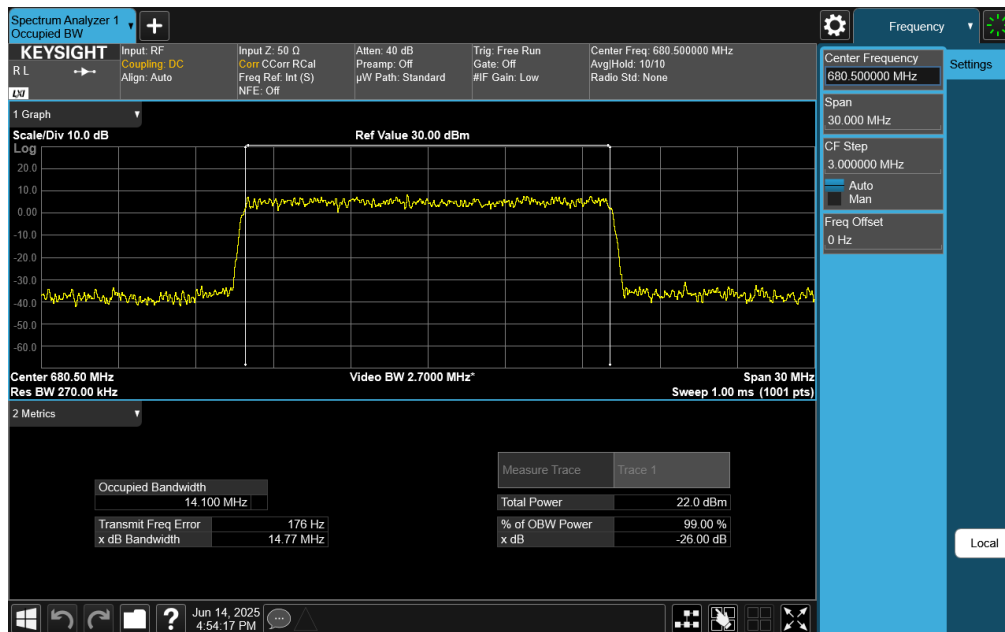 Spectrum Analyzer 1
Occupied BW
+
Frequency
KEYSIGHT
R L
LXI
Input: RF
Coupling: DC
Align: Auto
Input Z: 50 Ω
Corr CCorr RCal
Freq Ref: Int (S)
NFE: Off
Atten: 40 dB
Preamp: Off
µW Path: Standard
Trig: Free Run
Gate: Off
#IF Gain: Low
Center Freq: 680.500000 MHz
Avg|Hold: 10/10
Radio Std: None
Center Frequency
680.500000 MHz
Settings
Span
30.000 MHz
CF Step
3.000000 MHz
Auto
Man
Freq Offset
0 Hz
1 Graph
Scale/Div 10.0 dB
Ref Value 30.00 dBm
Log
20.0
10.0
0.00
-10.0
-20.0
-30.0
-40.0
-50.0
-60.0
Center 680.50 MHz
Video BW 2.7000 MHz*
Span 30 MHz
Res BW 270.00 kHz
Sweep 1.00 ms (1001 pts)
2 Metrics
Measure Trace
Trace 1
Occupied Bandwidth
14.100 MHz
Total Power
22.0 dBm
Transmit Freq Error
176 Hz
% of OBW Power
99.00 %
x dB Bandwidth
14.77 MHz
x dB
-26.00 dB
Local
?
Jun 14, 2025
4:54:17 PM